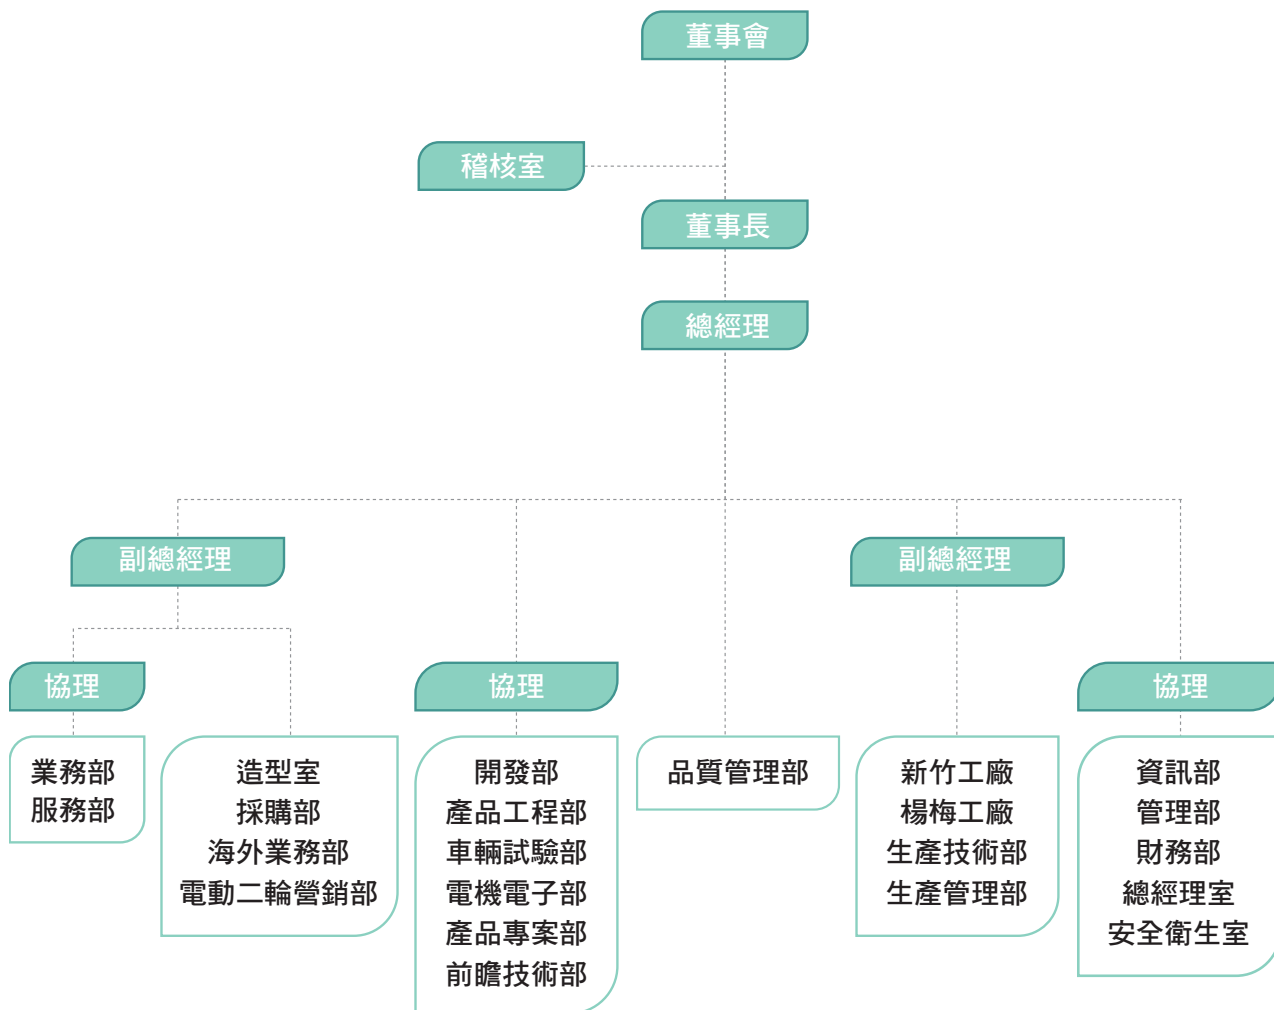 董事會
稽核室
董事長
總經理
副總經理
副總經理
協理
協理
協理
業務部
服務部
造型室
採購部
海外業務部
電動二輪營銷部
開發部
產品工程部
車輛試驗部
電機電子部
產品專案部
前瞻技術部
品質管理部
新竹工廠
楊梅工廠
生產技術部
生產管理部
資訊部
管理部
財務部
總經理室
安全衛生室